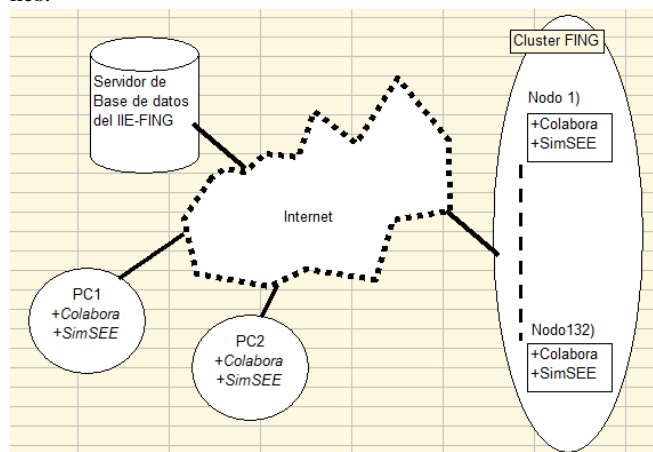 nes.
Cluster FING
Servidor de
Base de datos
del IIE-FING
Nodo 1)
+Colabora
+SimSEE
Internet
PC1
+Colabora
+SimSEE
PC2
+Colabora
+SimSEE
Nodo132)
+Colabora
+SimSEE